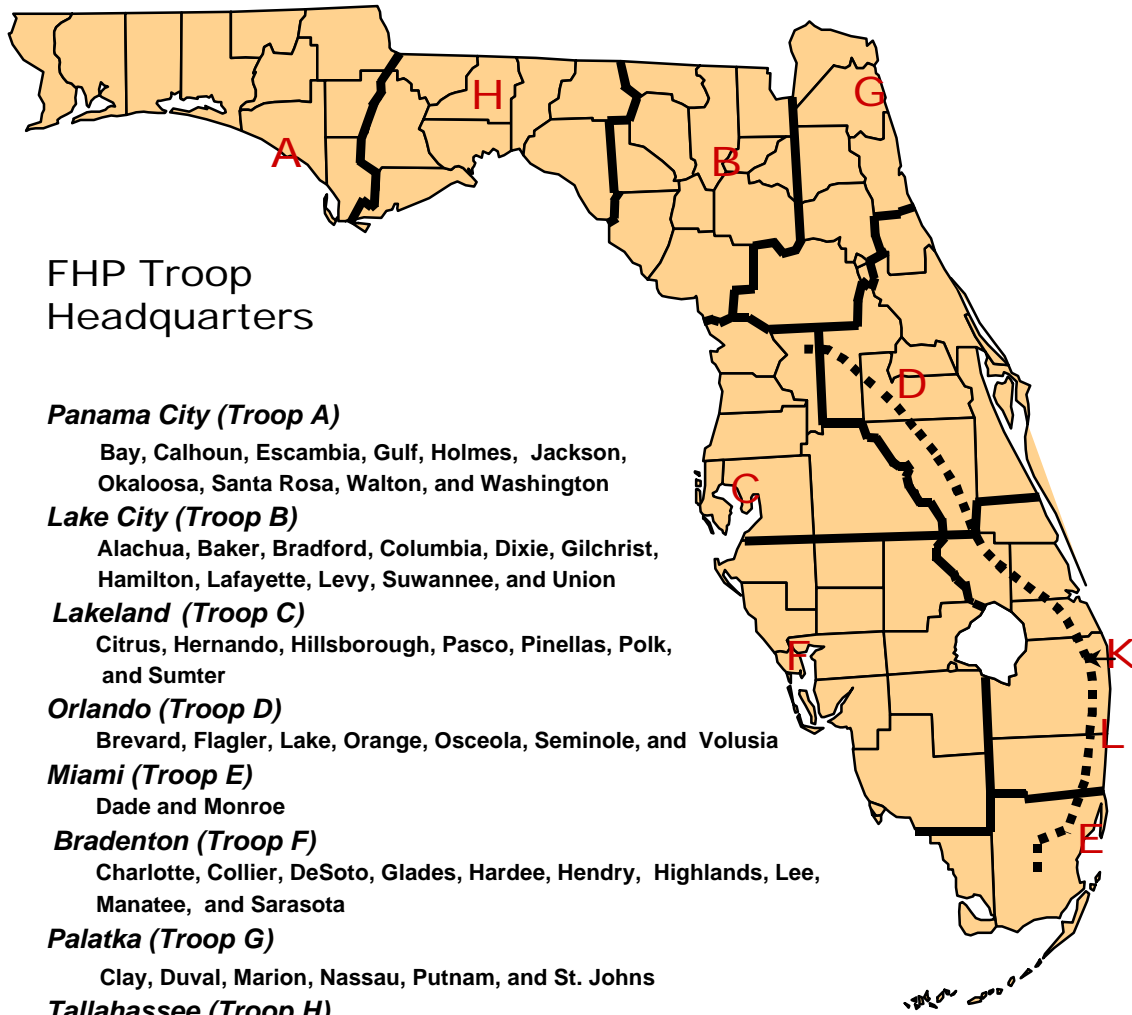 FHP Troop
Headquarters
Panama City (Troop A)
Bay, Calhoun, Escambia, Gulf, Holmes, Jackson,
Okaloosa, Santa Rosa, Walton, and Washington
Lake City (Troop B)
Alachua, Baker, Bradford, Columbia, Dixie, Gilchrist,
Hamilton, Lafayette, Levy, Suwannee, and Union
Lakeland (Troop C)
Citrus, Hernando, Hillsborough, Pasco, Pinellas, Polk,
and Sumter
Orlando (Troop D)
Brevard, Flagler, Lake, Orange, Osceola, Seminole, and Volusia
Miami (Troop E)
Dade and Monroe
Bradenton (Troop F)
Charlotte, Collier, DeSoto, Glades, Hardee, Hendry, Highlands, Lee,
Manatee, and Sarasota
Palatka (Troop G)
Clay, Duval, Marion, Nassau, Putnam, and St. Johns
Tallahassee (Troop H)
A
H
B
G
D
C
F
K
L
E